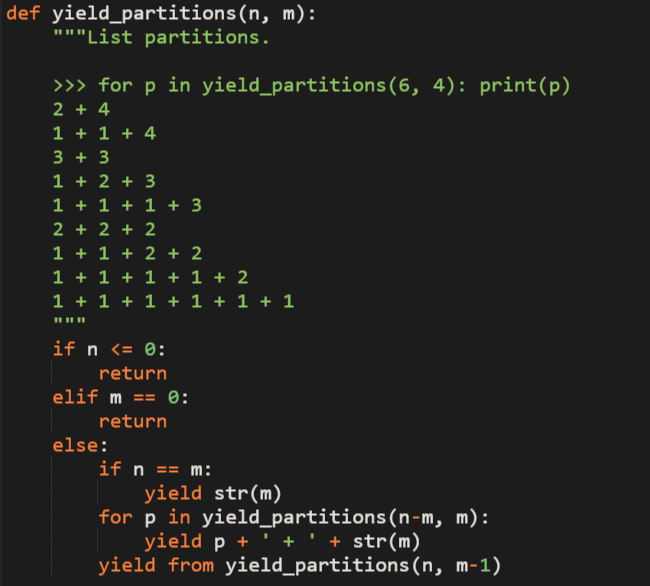 def yield_partitions(n, m):
    """List partitions.

    >>> for p in yield_partitions(6, 4): print(p)
    2 + 4
    1 + 1 + 4
    3 + 3
    1 + 2 + 3
    1 + 1 + 1 + 3
    2 + 2 + 2
    1 + 1 + 2 + 2
    1 + 1 + 1 + 1 + 2
    1 + 1 + 1 + 1 + 1 + 1
    """
    if n <= 0:
        return
    elif m == 0:
        return
    else:
        if n == m:
            yield str(m)
        for p in yield_partitions(n-m, m):
            yield p + ' + ' + str(m)
        yield from yield_partitions(n, m-1)